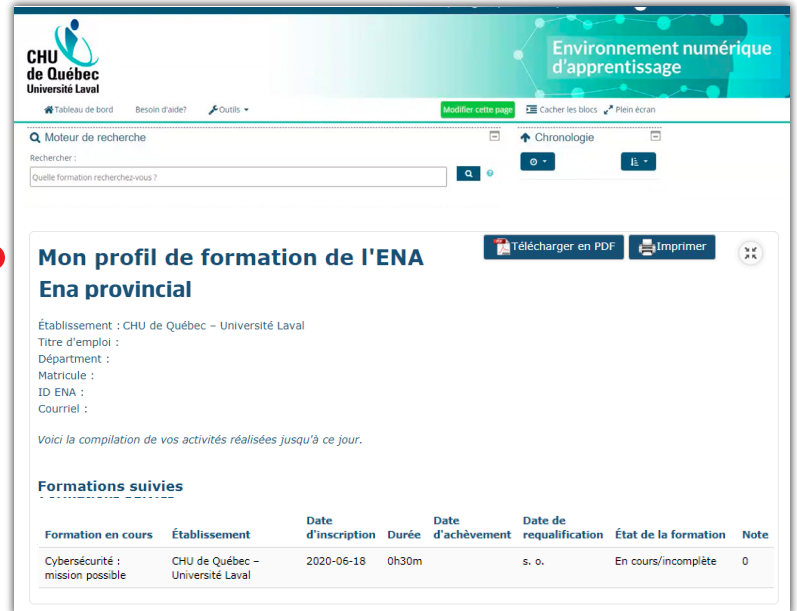 CHU
de Québec
Université Laval
Environnement numérique
d'apprentissage
Tableau de bord Besoin d'aide? Outils Modifier cette page Cacher les blocs Plein écran
Moteur de recherche
Chronologie
Rechercher :
Quelle formation recherchez-vous ?
Télécharger en PDF Imprimer
Mon profil de formation de l'ENA
Ena provincial
Établissement : CHU de Québec – Université Laval
Titre d'emploi :
Département :
Matricule :
ID ENA :
Courriel :
Voici la compilation de vos activités réalisées jusqu'à ce jour.
Formations suivies
Formation en cours Établissement Date d'inscription Durée Date d'achèvement Date de requalification État de la formation Note
Cybersécurité : CHU de Québec – 2020-06-18 0h30m s. o. En cours/incomplète 0
mission possible Université Laval